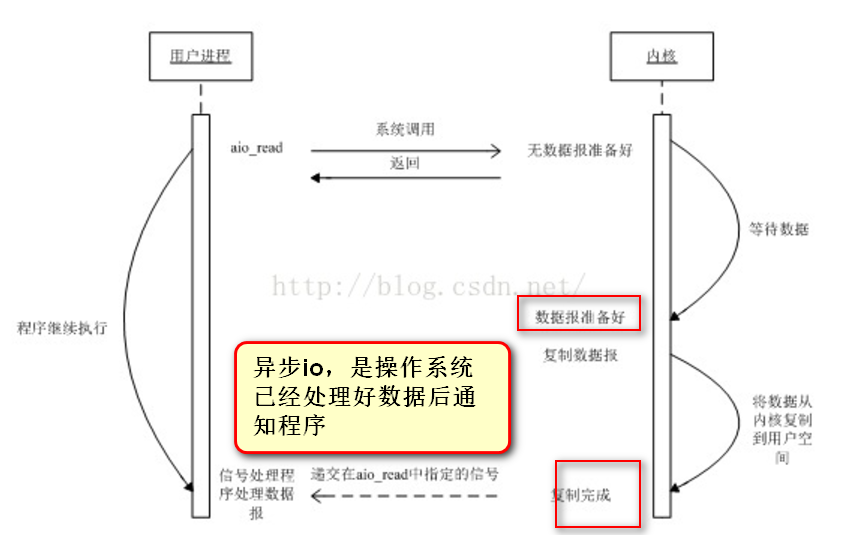 用户进程
内核
系统调用
aio_read
无数据报准备好
返回
等待数据
http://blog.csdn.net/
数据报准备好
程序继续执行
复制数据报
异步io，是操作系统
已经处理好数据后通
知程序
将数据从
内核复制
到用户空
间
信号处理程
序处理数据
报
递交在aio_read中指定的信号
复制完成